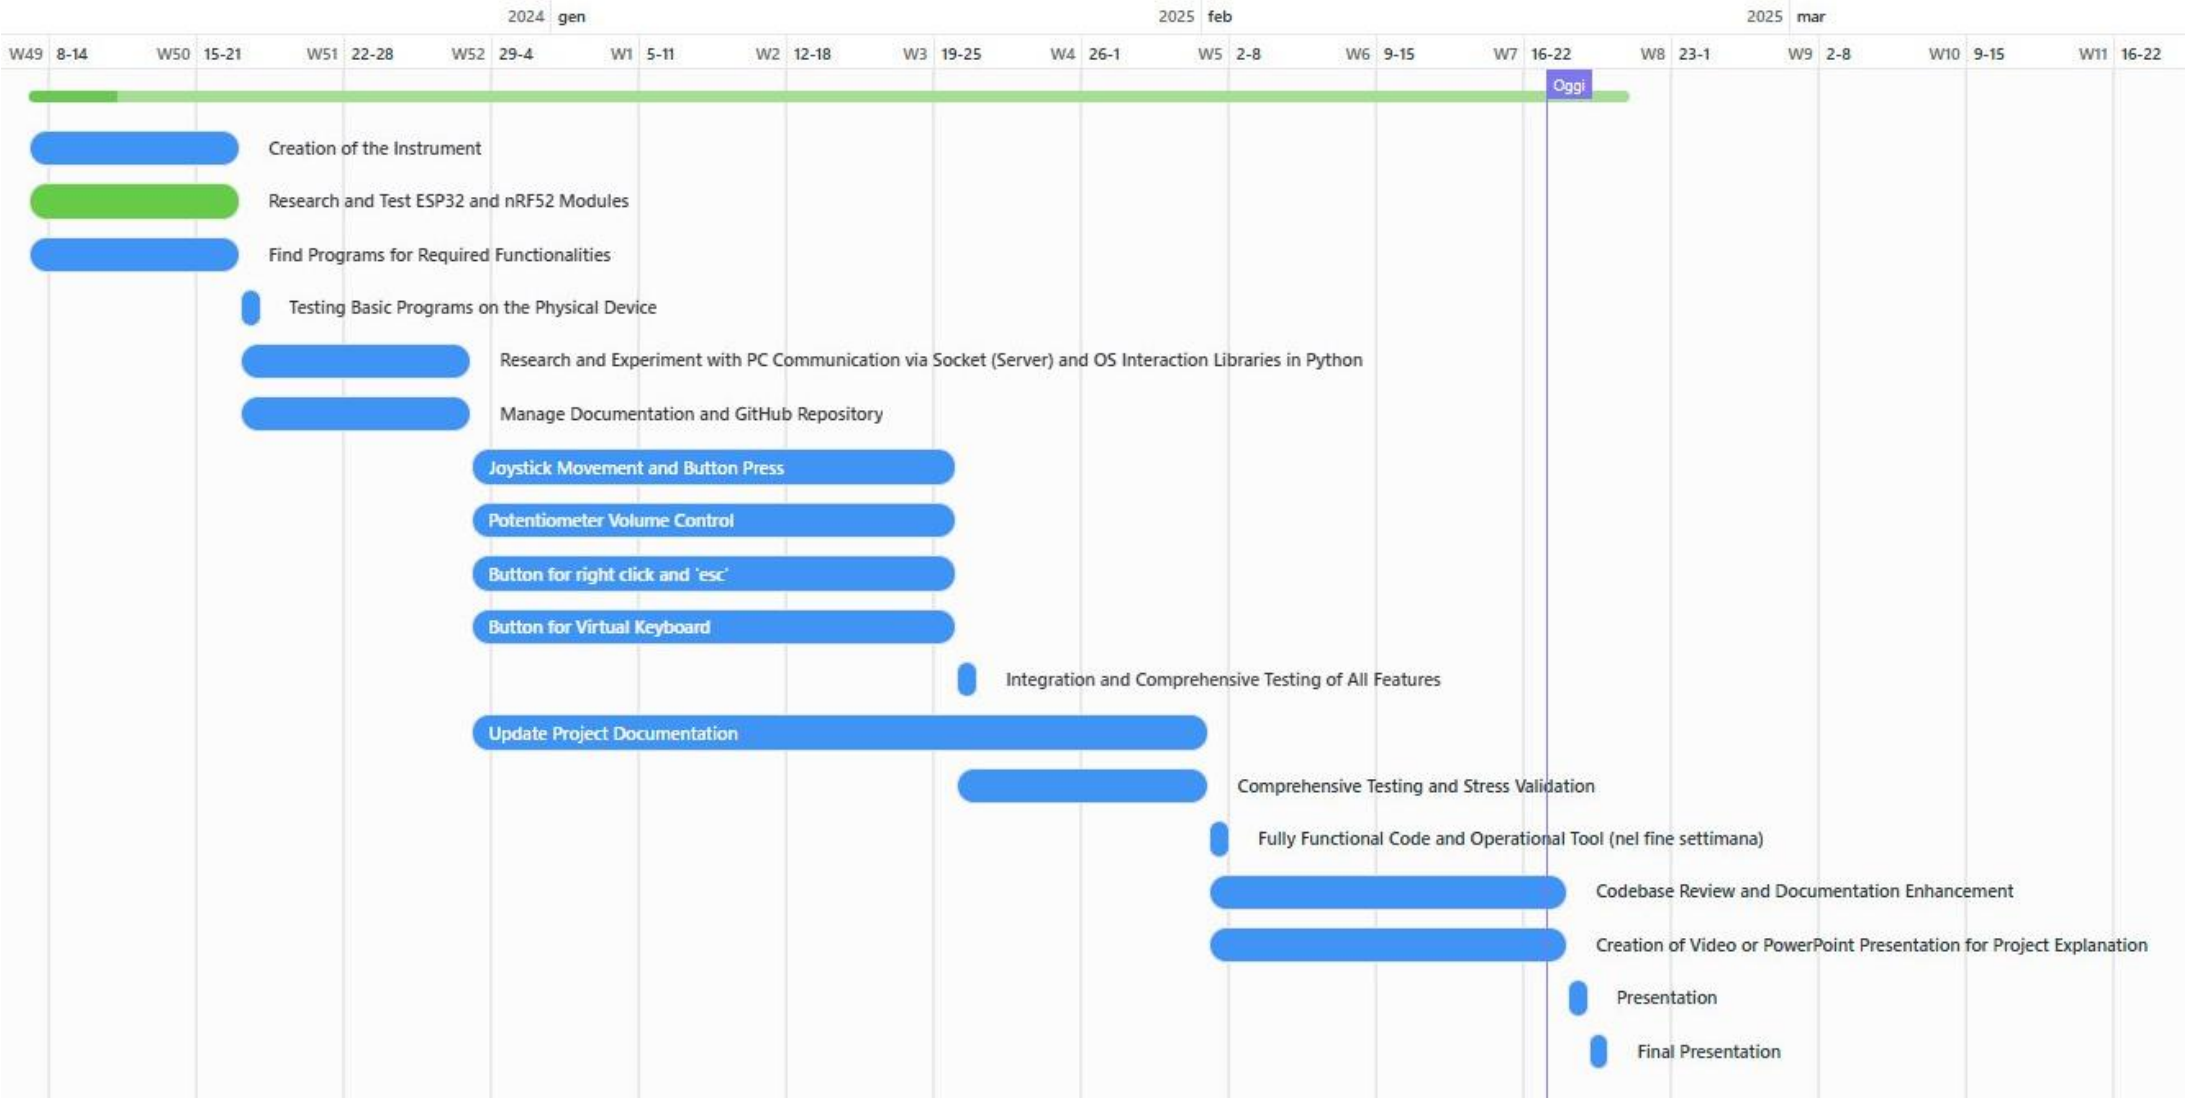 2024 gen 2025 feb 2025 mar
W49 8-14 W50 15-21 W51 22-28 W52 29-4 W1 5-11 W2 12-18 W3 19-25 W4 26-1 W5 2-8 W6 9-15 W7 16-22 W8 23-1 W9 2-8 W10 9-15 W11 16-22
Oggi
Creation of the Instrument
Research and Test ESP32 and nRF52 Modules
Find Programs for Required Functionalities
Testing Basic Programs on the Physical Device
Research and Experiment with PC Communication via Socket (Server) and OS Interaction Libraries in Python
Manage Documentation and GitHub Repository
Joystick Movement and Button Press
Potentiometer Volume Control
Button for right click and 'esc'
Button for Virtual Keyboard
Integration and Comprehensive Testing of All Features
Update Project Documentation
Comprehensive Testing and Stress Validation
Fully Functional Code and Operational Tool (nel fine settimana)
Codebase Review and Documentation Enhancement
Creation of Video or PowerPoint Presentation for Project Explanation
Presentation
Final Presentation